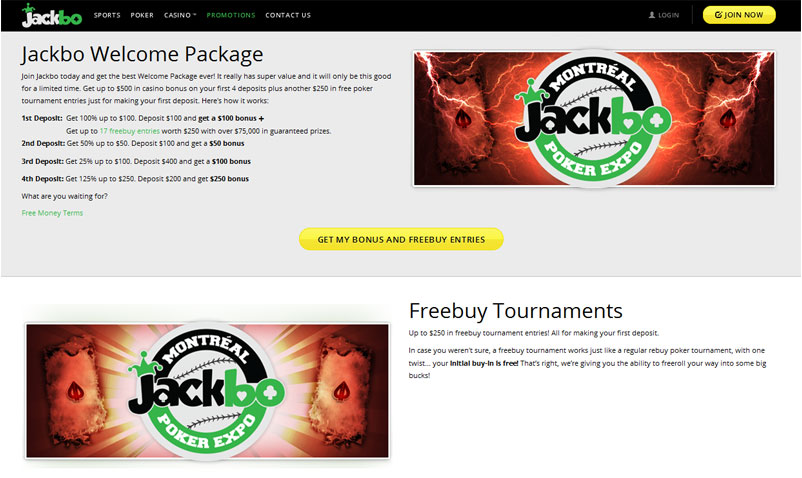 Jackbo SPORTS POKER CASINO PROMOTIONS CONTACT US LOGIN JOIN NOW
Jackbo Welcome Package
Join Jackbo today and get the best Welcome Package ever! It really has super value and it will only be this good
for a limited time. Get up to $500 in casino bonus on your first 4 deposits plus another $250 in free poker
tournament entries just for making your first deposit. Here's how it works:
1st Deposit: Get 100% up to $100. Deposit $100 and get a $100 bonus +
Get up to 17 freebuy entries worth $250 with over $75,000 in guaranteed prizes.
2nd Deposit: Get 50% up to $50. Deposit $100 and get a $50 bonus
3rd Deposit: Get 25% up to $100. Deposit $400 and get a $100 bonus
4th Deposit: Get 125% up to $250. Deposit $200 and get $250 bonus
What are you waiting for?
Free Money Terms
MONTRÉAL
Jackbo
POKER EXPO
GET MY BONUS AND FREEBUY ENTRIES
MONTRÉAL
Jackbo
POKER EXPO
Freebuy Tournaments
Up to $250 in freebuy tournament entries! All for making your first deposit.
In case you weren't sure, a freebuy tournament works just like a regular rebuy poker tournament, with one
twist... your initial buy-in is free! That's right, we're giving you the ability to freeroll your way into some big
bucks!